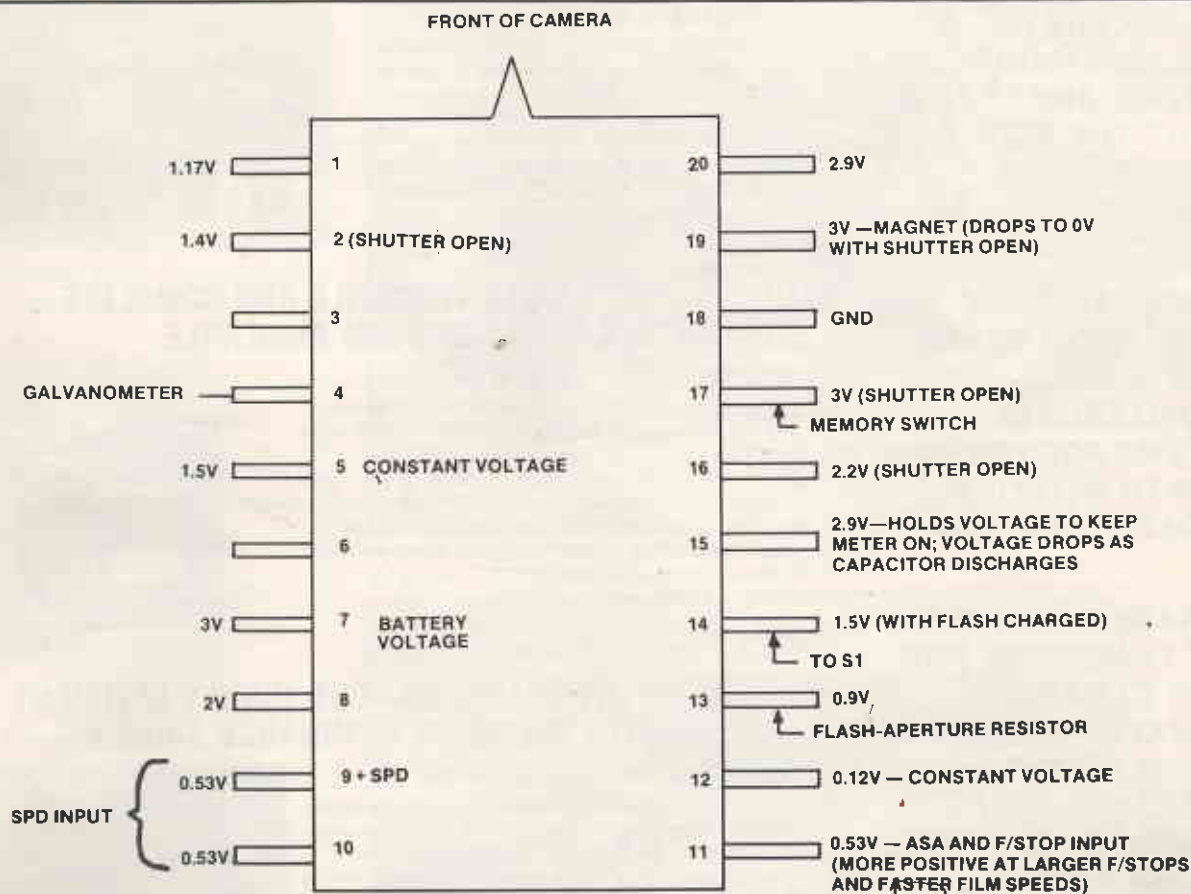 FRONT OF CAMERA
1.17V
1
20
2.9V
1.4V
2 (SHUTTER OPEN)
19
3V —MAGNET (DROPS TO 0V
WITH SHUTTER OPEN)
3
18
GND
GALVANOMETER
4
17
3V (SHUTTER OPEN)
MEMORY SWITCH
1.5V
5 CONSTANT VOLTAGE
16
2.2V (SHUTTER OPEN)
6
15
2.9V—HOLDS VOLTAGE TO KEEP
METER ON; VOLTAGE DROPS AS
CAPACITOR DISCHARGES
3V
7 BATTERY
VOLTAGE
14
1.5V (WITH FLASH CHARGED)
TO S1
2V
8
13
0.9V
FLASH-APERTURE RESISTOR
SPD INPUT
0.53V
9 + SPD
12
0.12V — CONSTANT VOLTAGE
0.53V
10
11
0.53V — ASA AND F/STOP INPUT
(MORE POSITIVE AT LARGER F/STOPS
AND FASTER FILM SPEEDS)